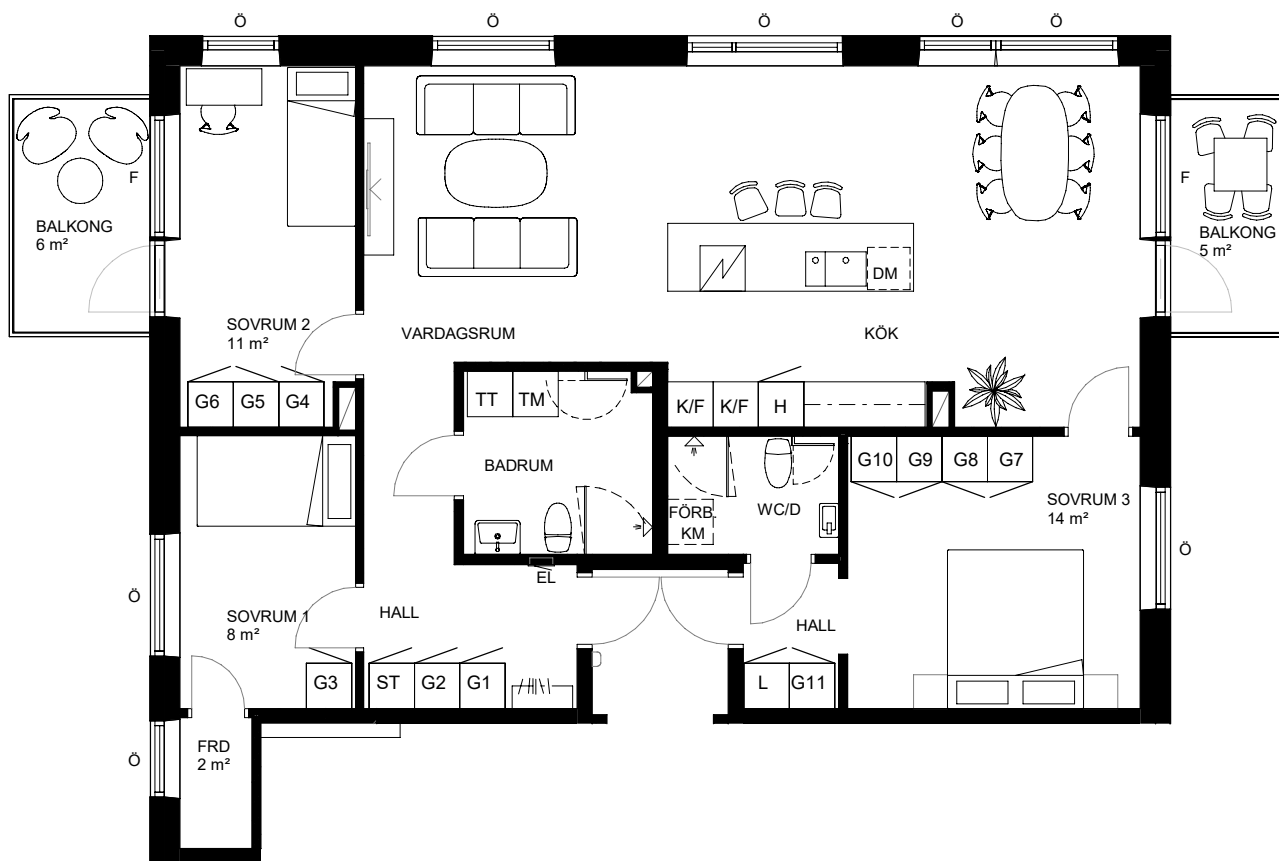 Ö
Ö
Ö
Ö
Ö
F
BALKONG
6 m²
F
BALKONG
5 m²
DM
SOVRUM 2
11 m²
VARDAGSRUM
KÖK
G6
G5
G4
TT
TM
K/F
K/F
H
BADRUM
G10
G9
G8
G7
SOVRUM 3
14 m²
FÖRB.
KM
WC/D
Ö
EL
Ö
SOVRUM 1
8 m²
HALL
HALL
G3
ST
G2
G1
L
G11
FRD
2 m²
Ö